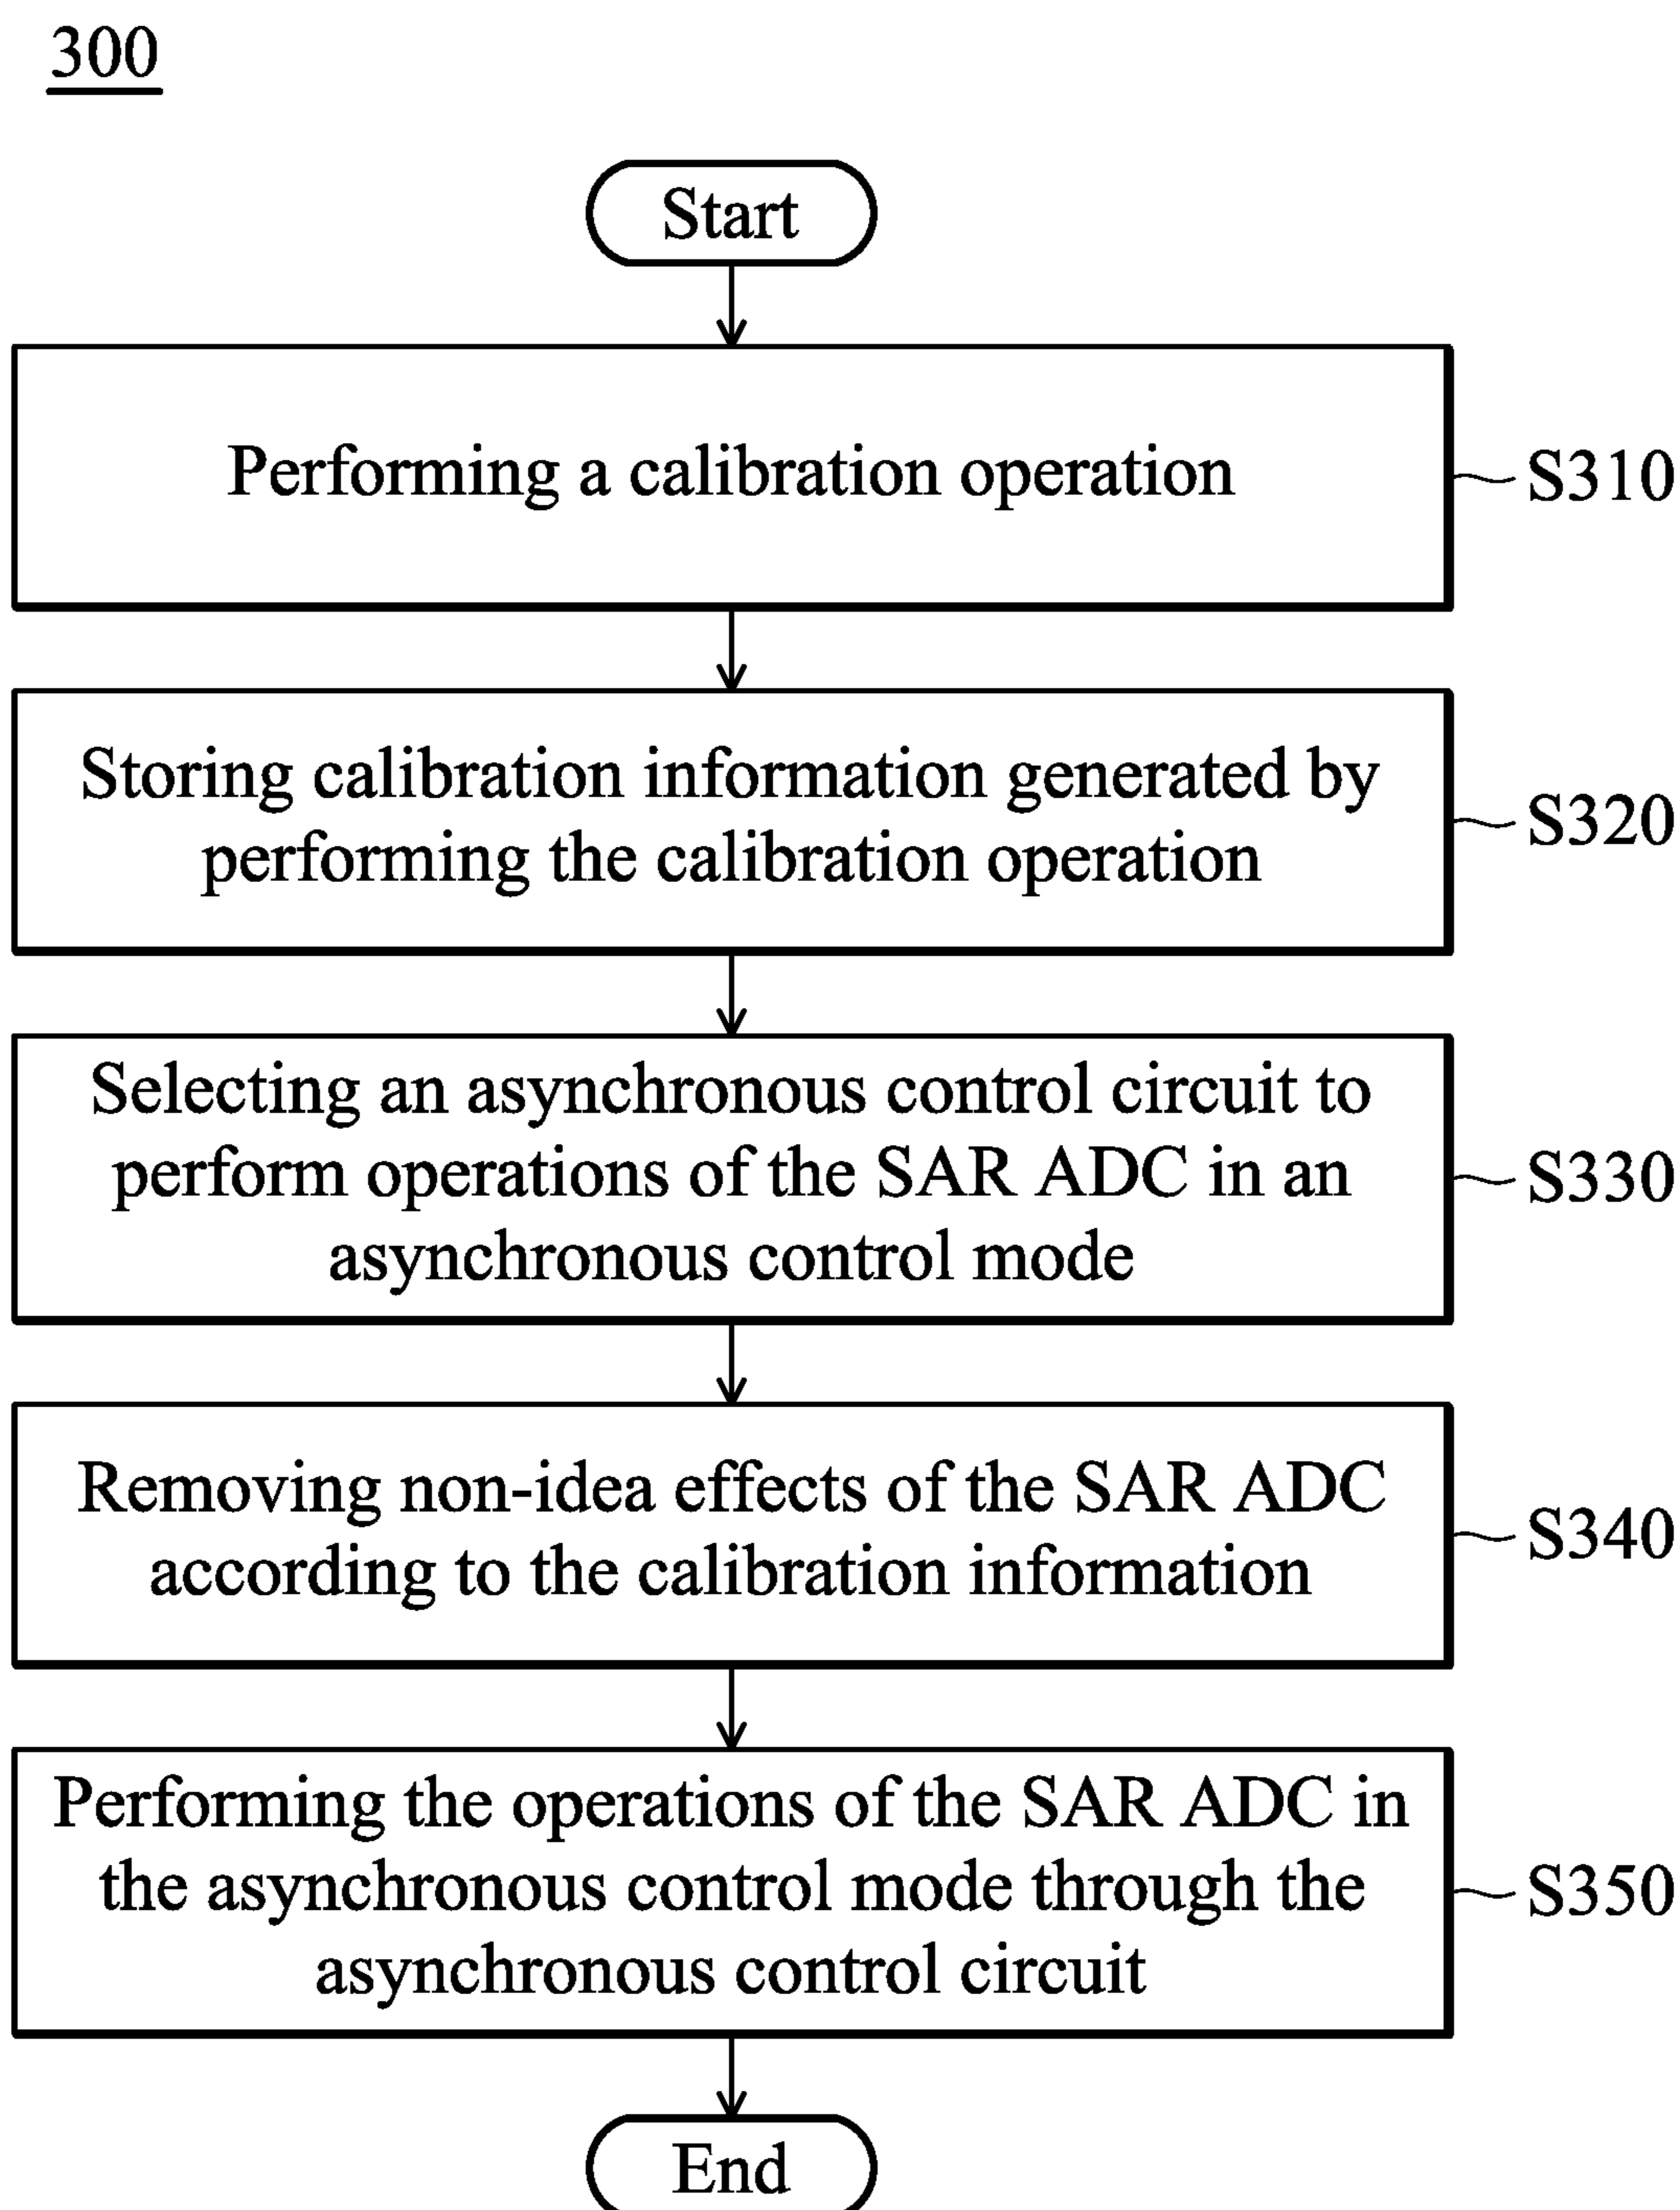 300
Start
Performing a calibration operation
S310
Storing calibration information generated by
performing the calibration operation
S320
Selecting an asynchronous control circuit to
perform operations of the SAR ADC in an
asynchronous control mode
S330
Removing non-idea effects of the SAR ADC
according to the calibration information
S340
Performing the operations of the SAR ADC in
the asynchronous control mode through the
asynchronous control circuit
S350
End